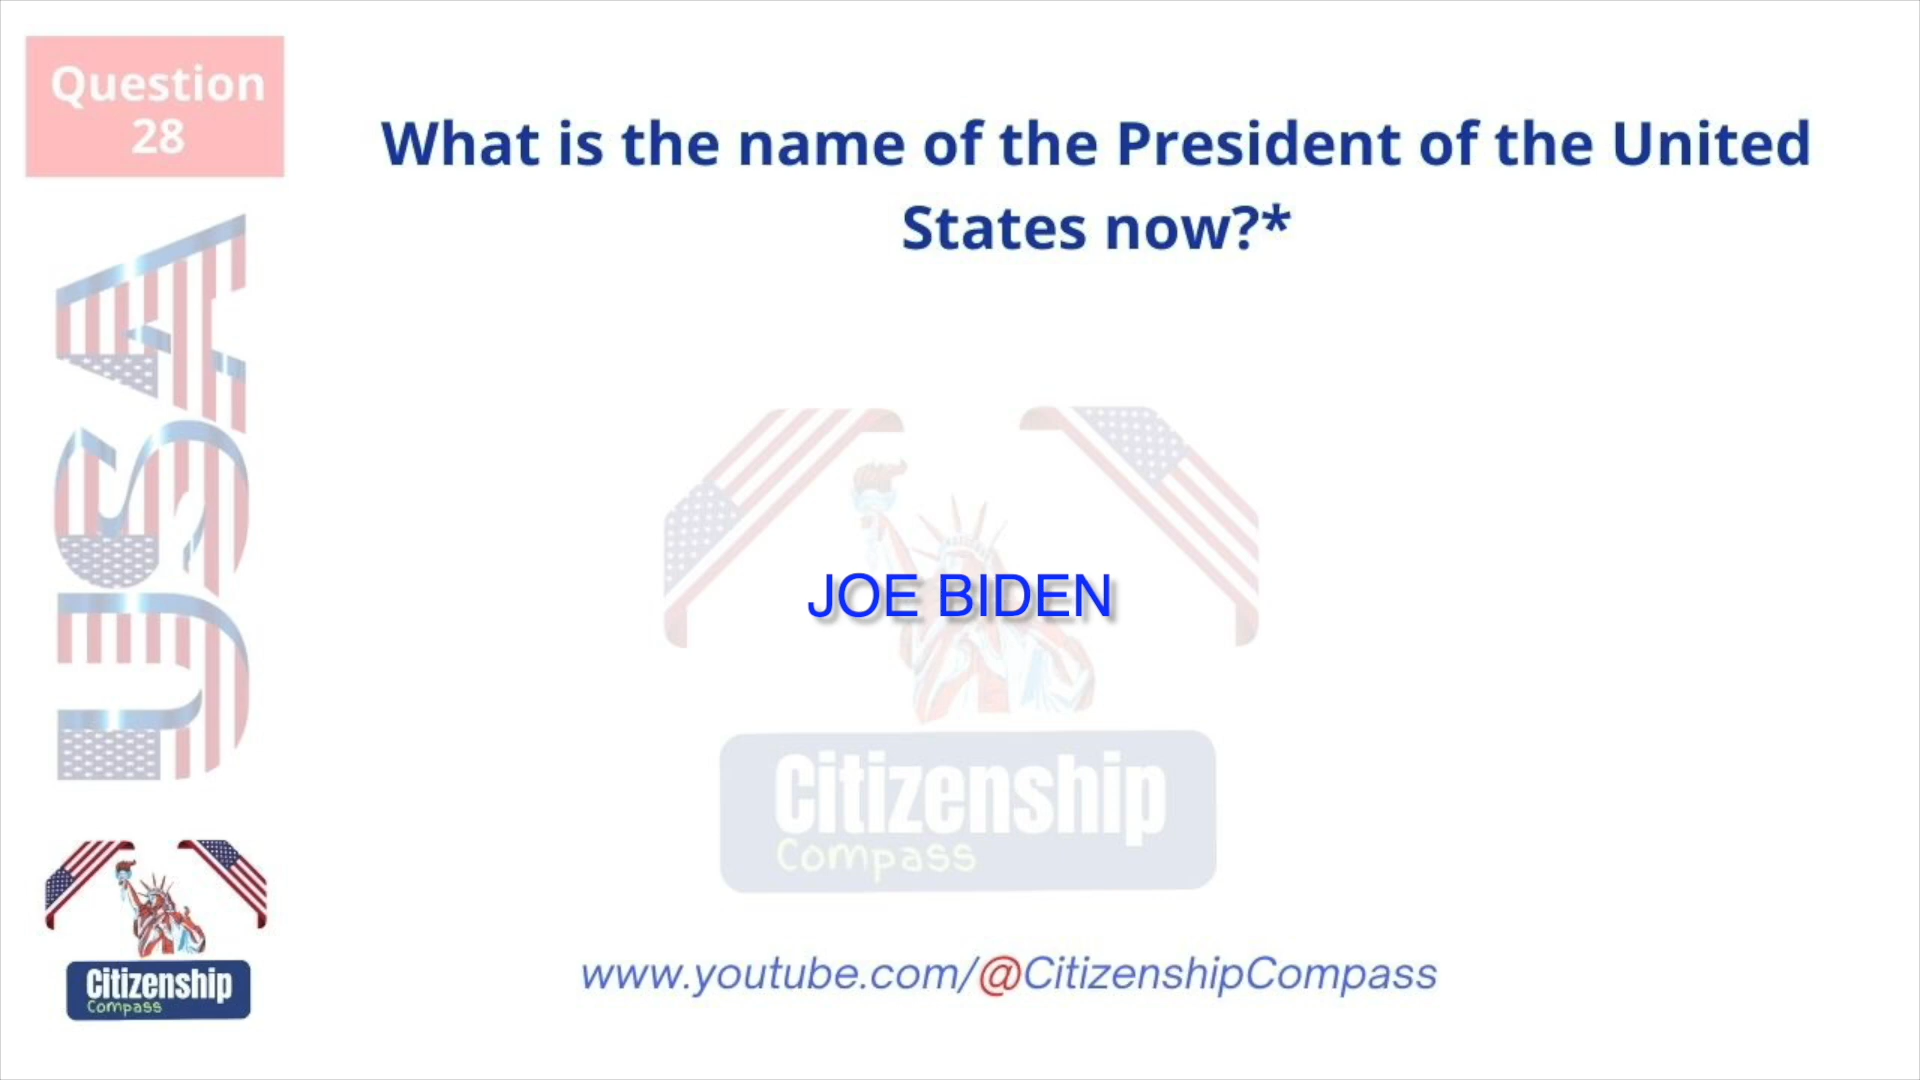 Question
28
What is the name of the President of the United
States now?*
USA
JOE BIDEN
Citizenship
Compass
Citizenship
Compass
www.youtube.com/@CitizenshipCompass